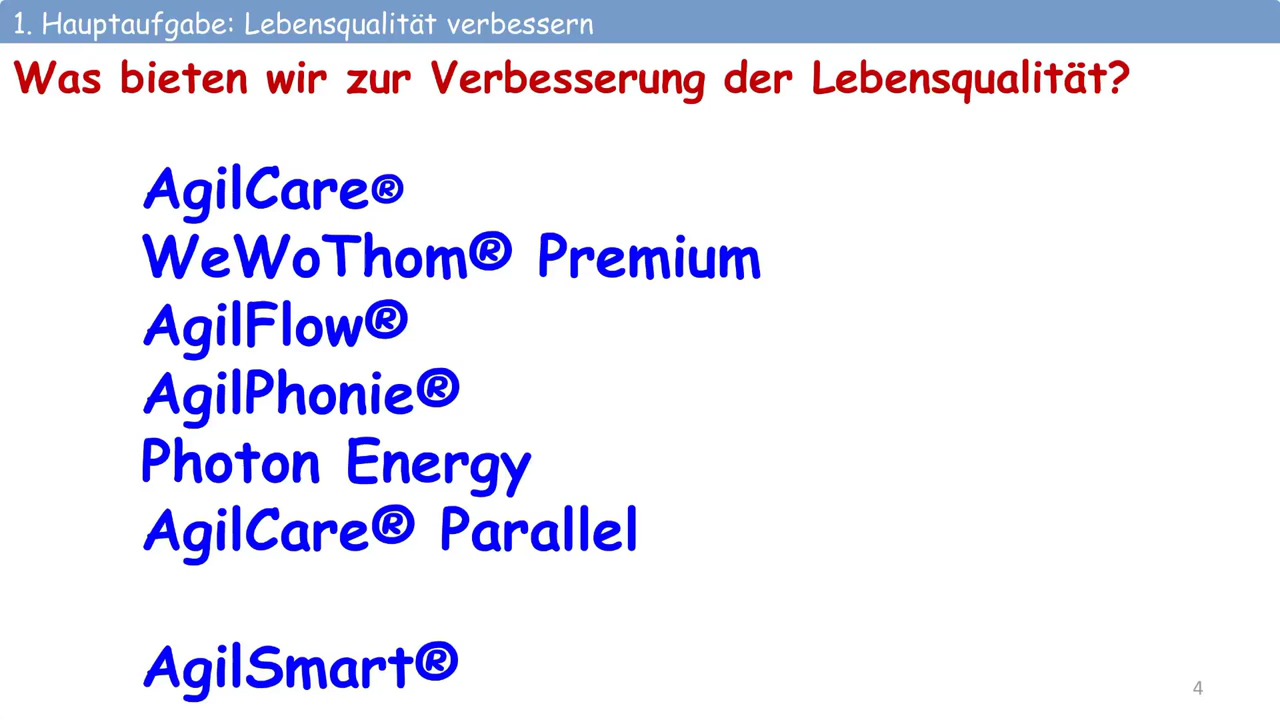 1. Hauptaufgabe: Lebensqualität verbessern
Was bieten wir zur Verbesserung der Lebensqualität?
AgilCare®
WeWoThom® Premium
AgilFlow®
AgilPhonie®
Photon Energy
AgilCare® Parallel
AgilSmart®
4